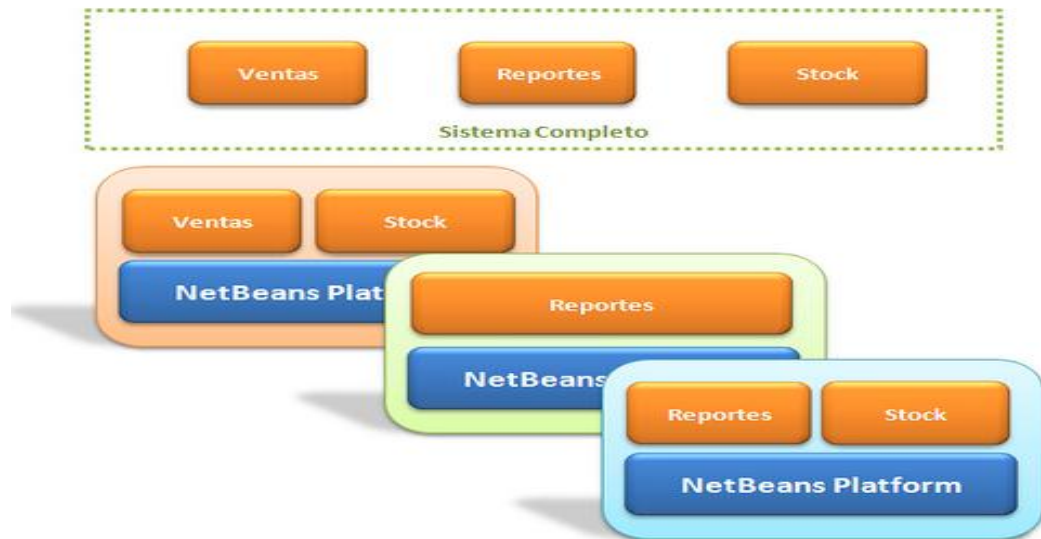 Ventas
Reportes
Stock
Sistema Completo
Ventas
Stock
NetBeans Plat
Reportes
NetBeans
Reportes
Stock
NetBeans Platform